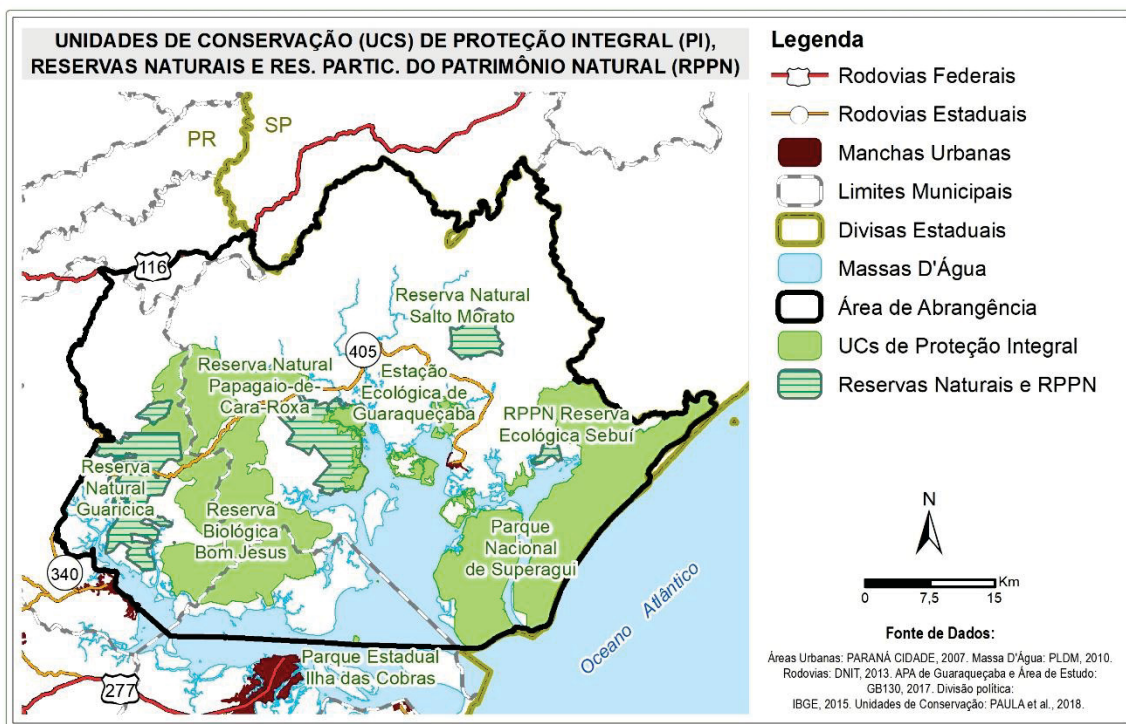 UNIDADES DE CONSERVAÇÃO (UCS) DE PROTEÇÃO INTEGRAL (PI),
RESERVAS NATURAIS E RES. PARTIC. DO PATRIMÔNIO NATURAL (RPPN)
PR
SP
116
Reserva Natural
Salto Morato
405
Reserva Natural
Papagaio-de-
Cara-Roxa
Estação
Ecológica de
Guaraqueçaba
RPPN Reserva
Ecológica Sebuí
Reserva
Natural
Guaricica
Reserva
Biológica
Bom Jesus
Parque
Nacional
de Superagui
340
Oceano Atlântico
Parque Estadual
Ilha das Cobras
277
Legenda
Rodovias Federais
Rodovias Estaduais
Manchas Urbanas
Limites Municipais
Divisas Estaduais
Massas D'Água
Área de Abrangência
UCs de Proteção Integral
Reservas Naturais e RPPN
N
Km
0 7,5 15
Fonte de Dados:
Áreas Urbanas: PARANÁ CIDADE, 2007. Massa D'Água: PLDM, 2010.
Rodovias: DNIT, 2013. APA de Guaraqueçaba e Área de Estudo:
GB130, 2017. Divisão política:
IBGE, 2015. Unidades de Conservação: PAULA et al., 2018.